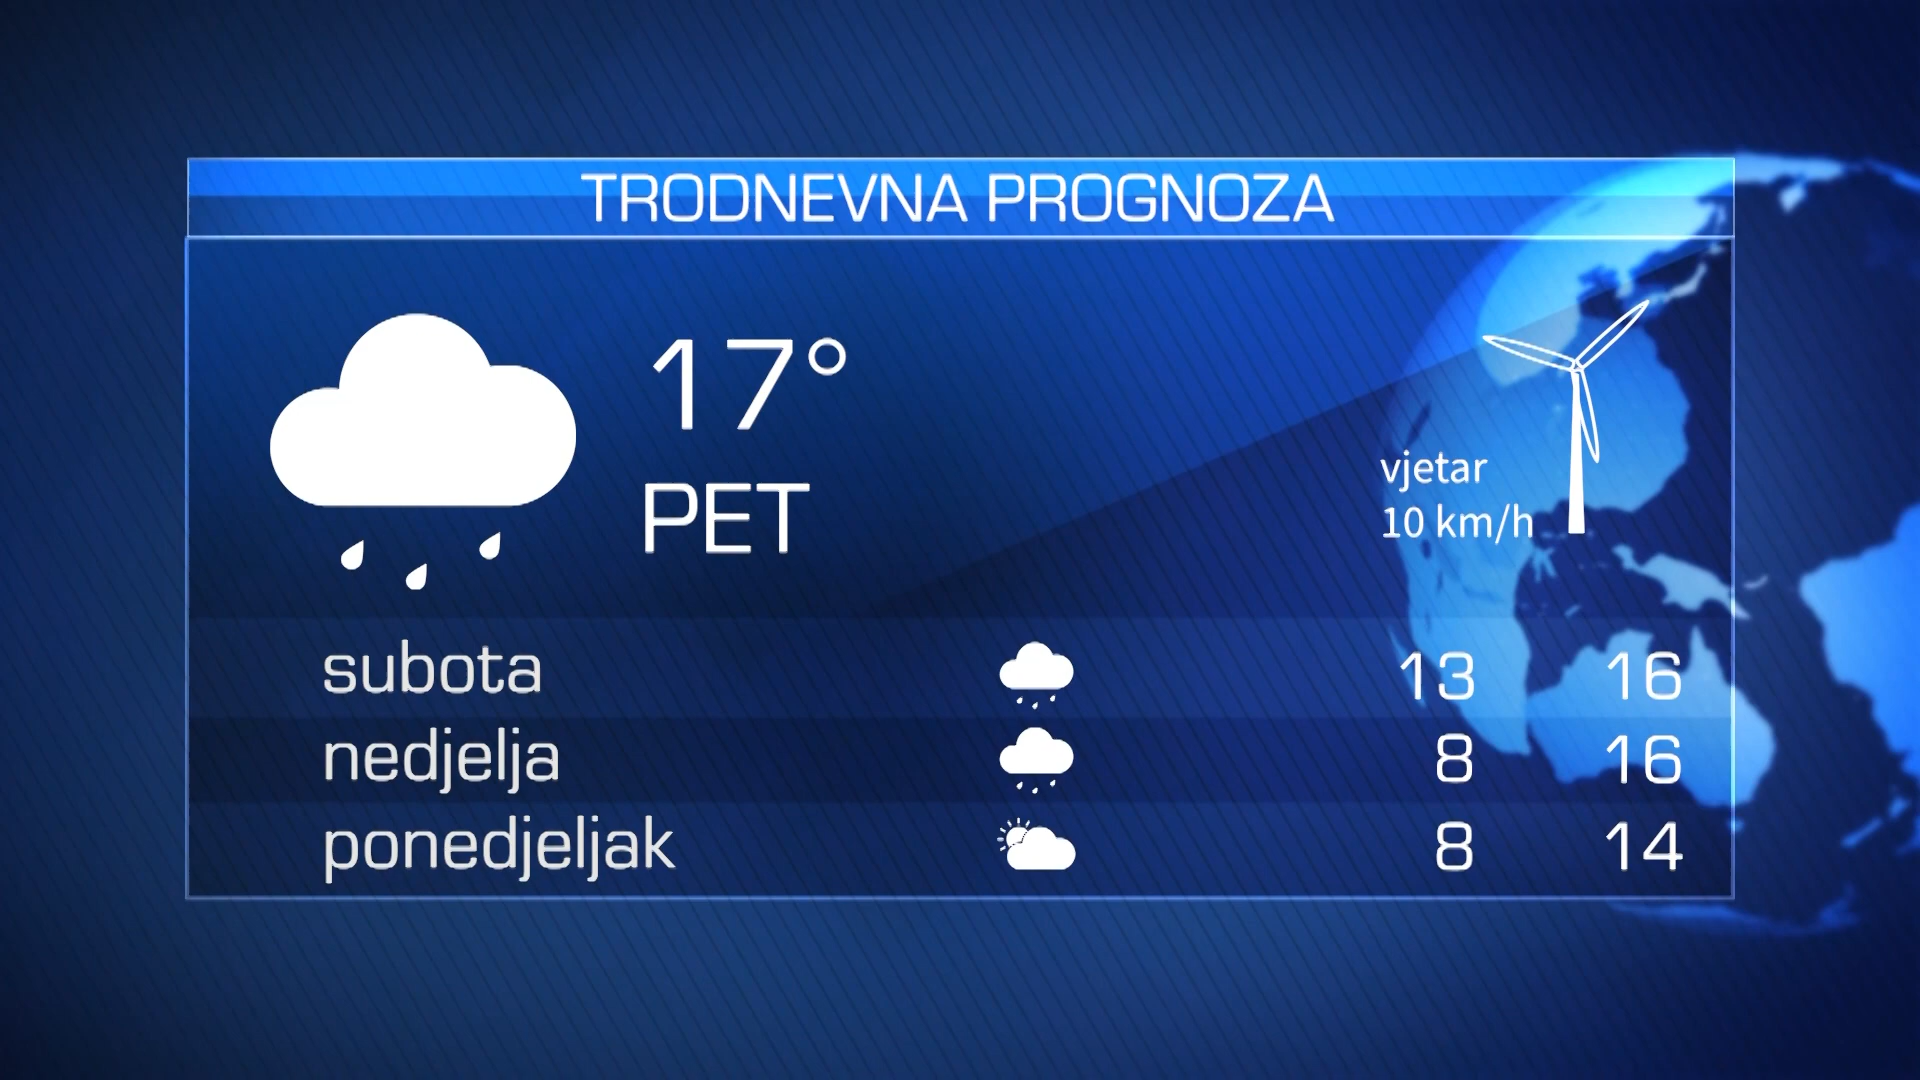 TRODNEVNA PROGNOZA
17°
PET
vjetar
10 km/h
subota 13 16
nedjelja 8 16
ponedjeljak 8 14